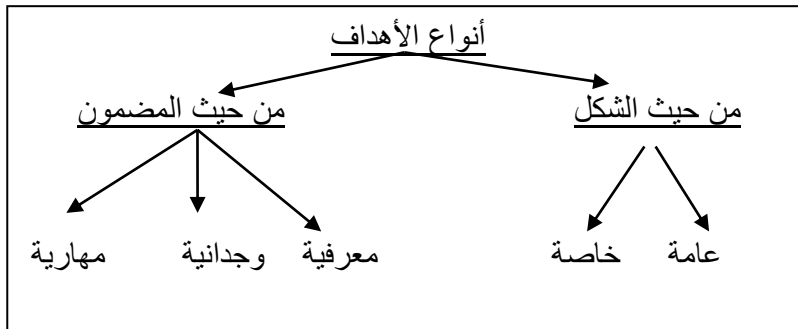 أنواع الأهداف
من حيث الشكل من حيث المضمون
عامة خاصة معرفية وجدانية مهارية